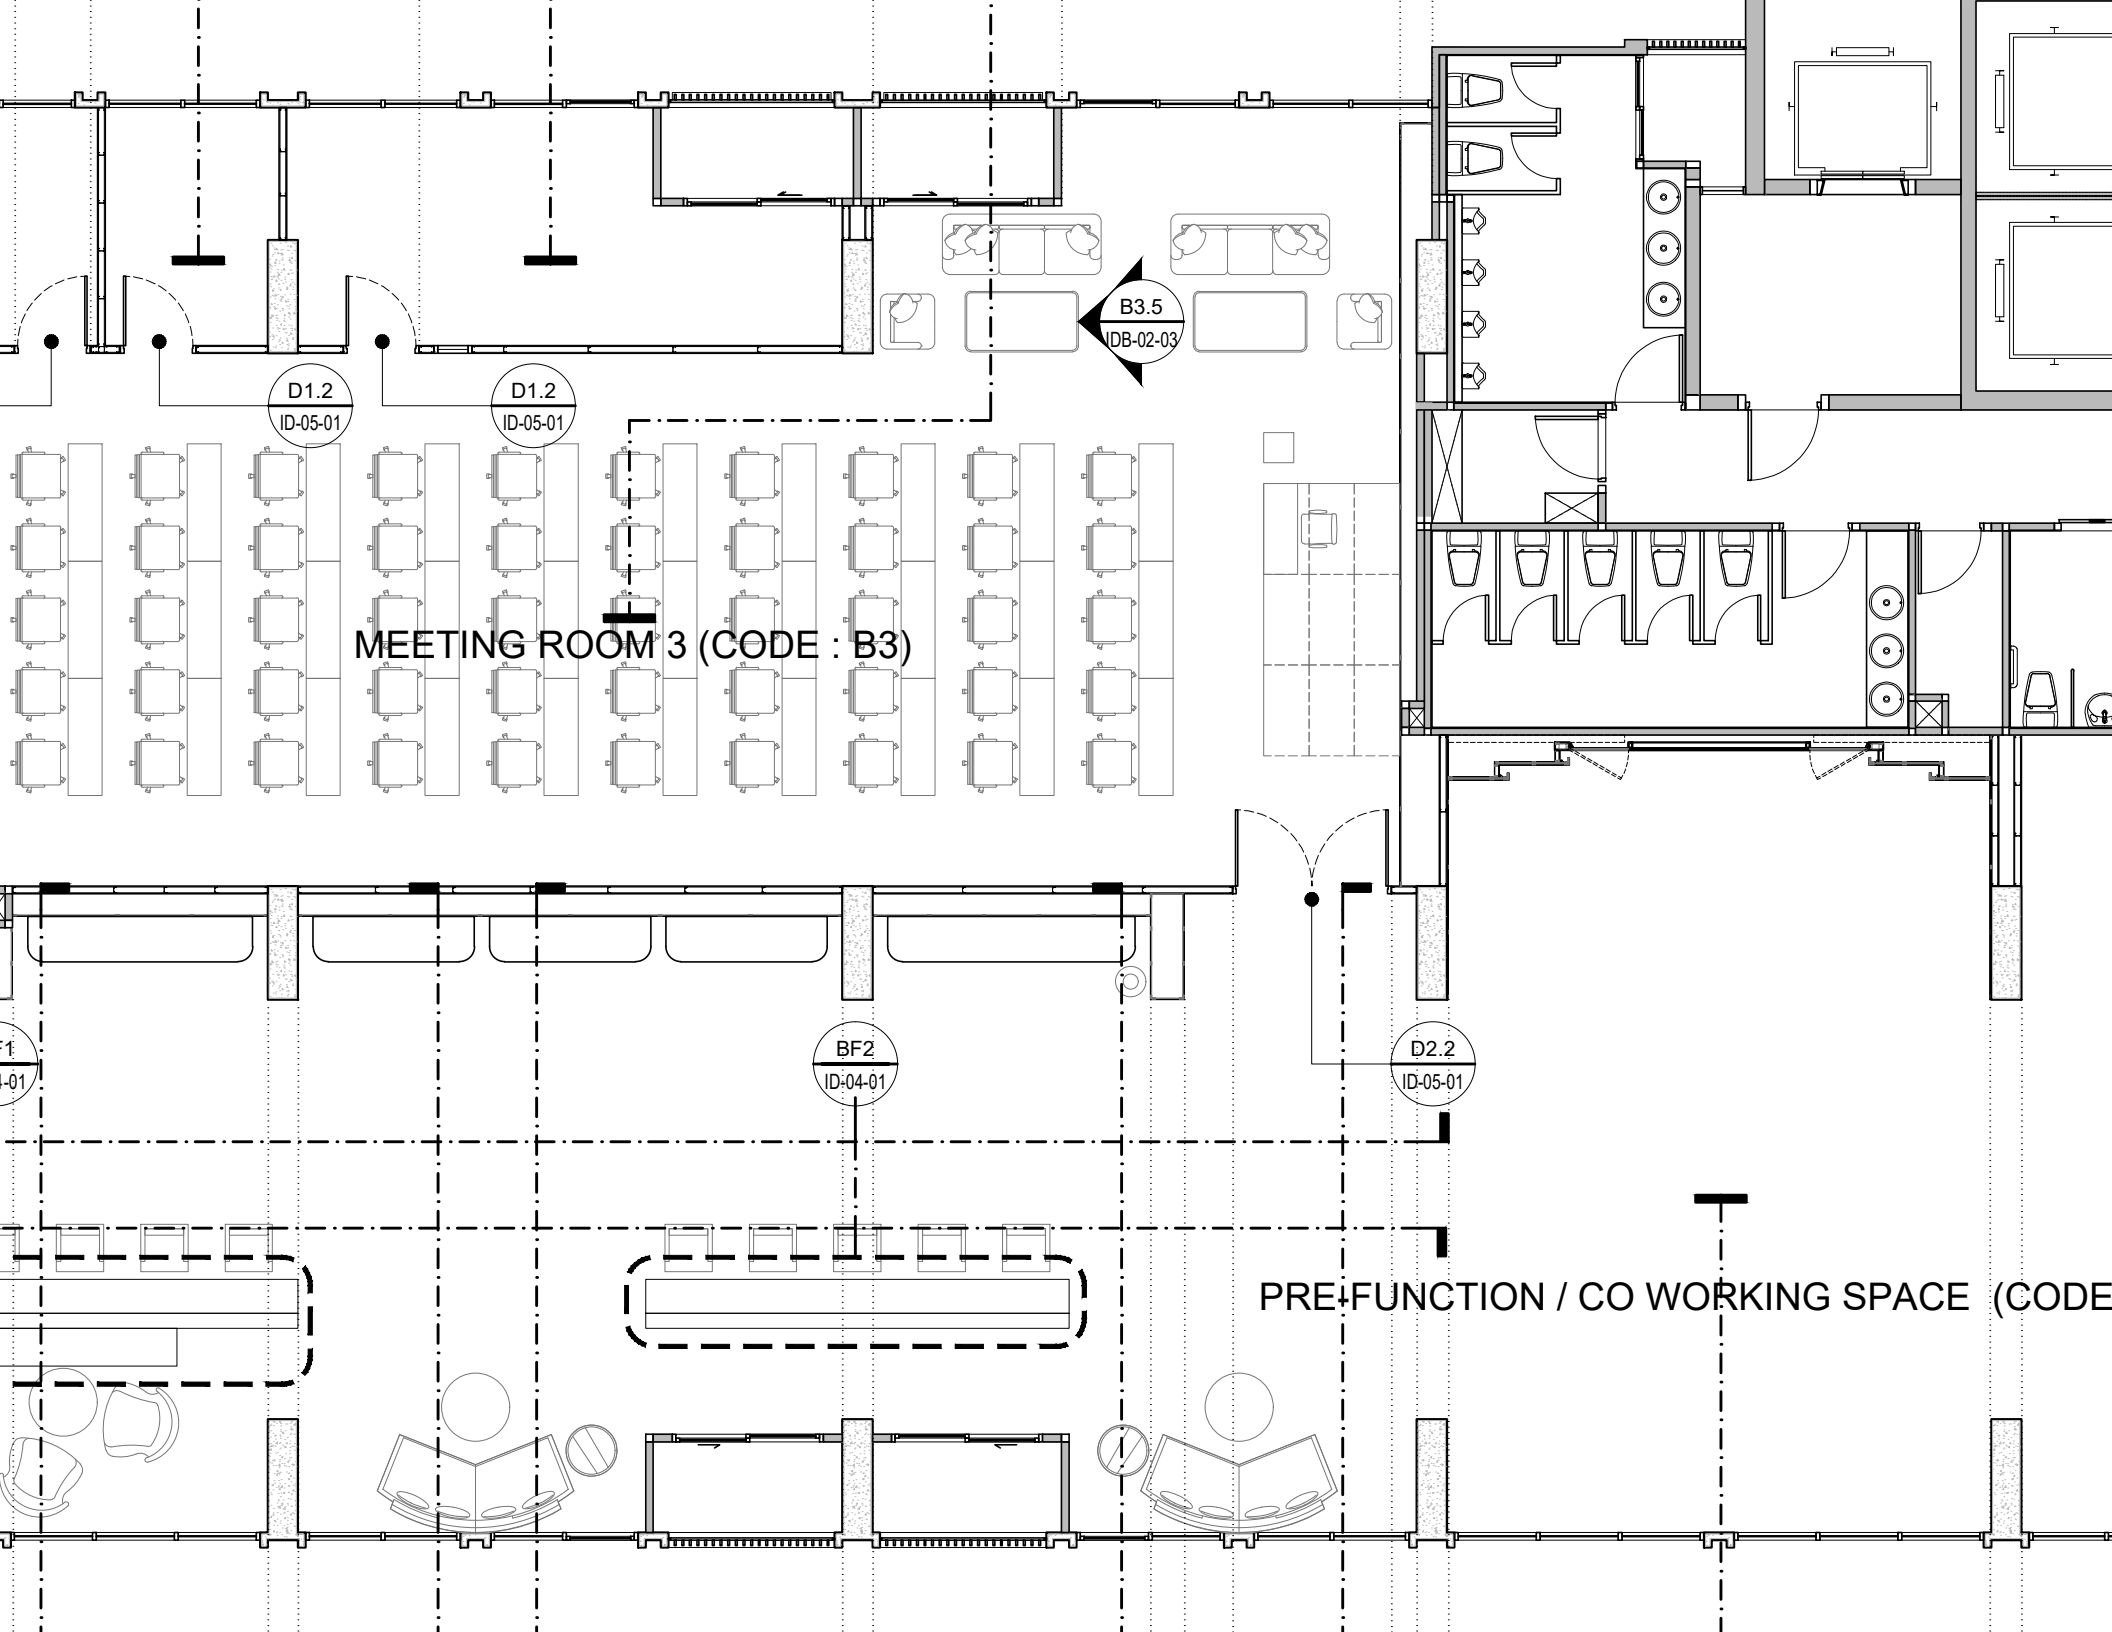 B3.5
IDB-02-03
D1.2
ID-05-01
D1.2
ID-05-01
MEETING ROOM 3 (CODE : B3)
BF2
ID-04-01
D2.2
ID-05-01
PRE-FUNCTION / CO WORKING SPACE (CODE